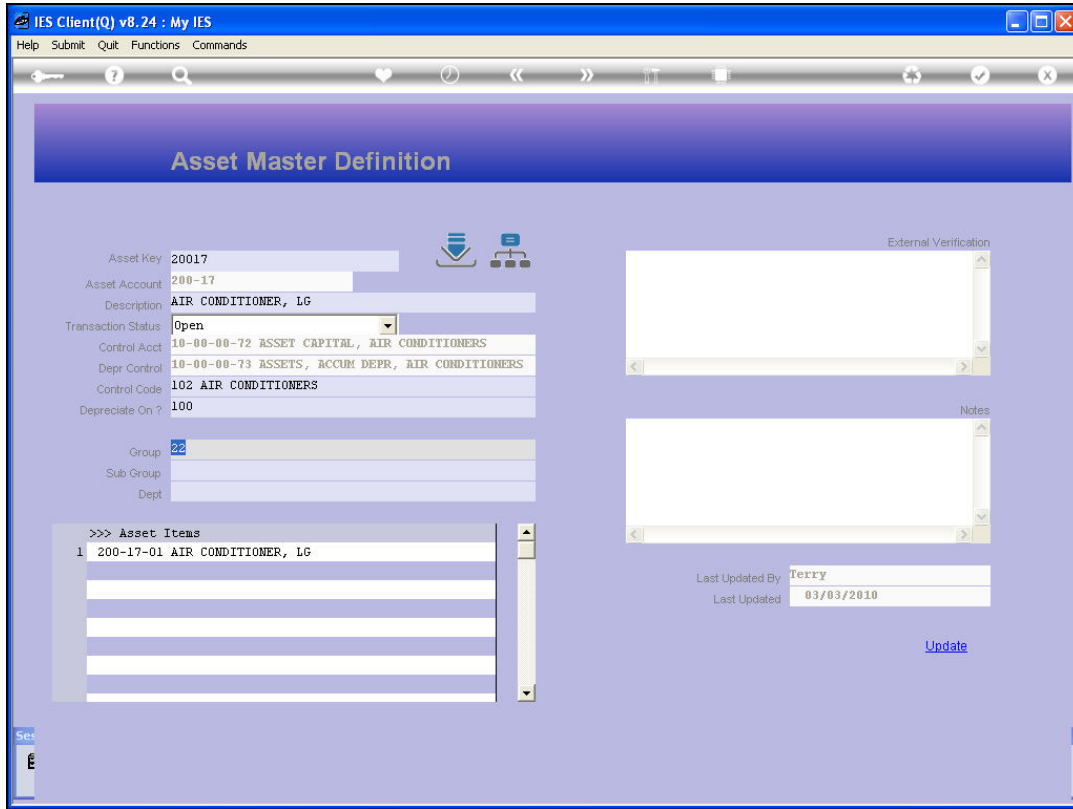 IES Client(Q) v8.24 : My IES
Help Submit Quit Functions Commands
Asset Master Definition
Asset Key 20017
Asset Account 200-17
Description AIR CONDITIONER, LG
Transaction Status Open
Control Acct 10-00-00-72 ASSET CAPITAL, AIR CONDITIONERS
Depr Control 10-00-00-73 ASSETS, ACCUM DEPR, AIR CONDITIONERS
Control Code 102 AIR CONDITIONERS
Depreciate On ? 100
Group 22
Sub Group
Dept
>>> Asset Items
1 200-17-01 AIR CONDITIONER, LG
External Verification
Notes
Last Updated By Terry
Last Updated 03/03/2010
Update